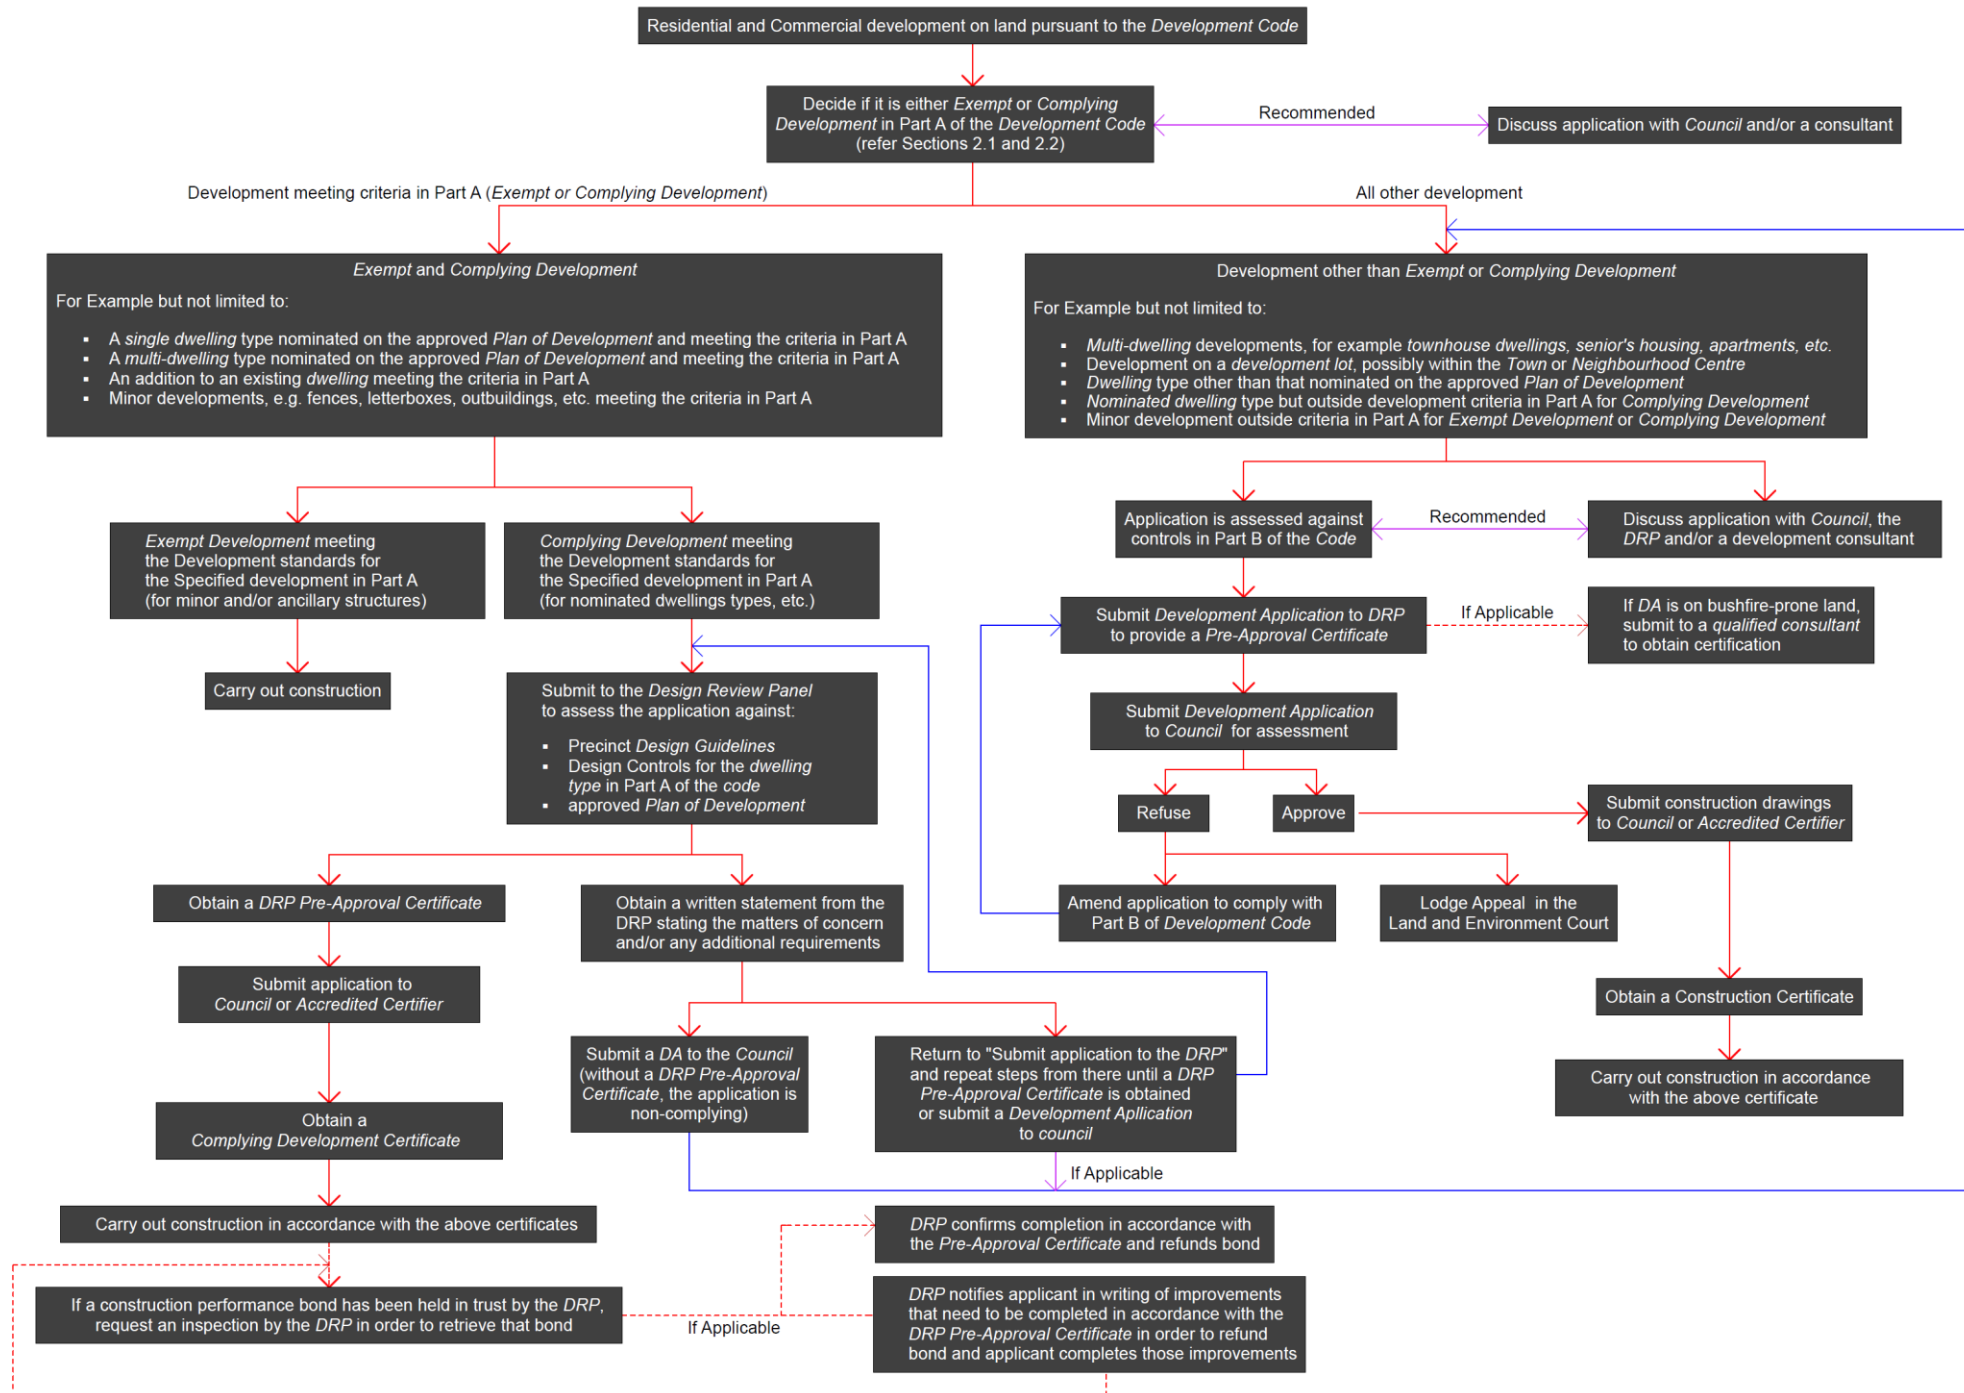 Residential and Commercial development on land pursuant to the Development Code
Decide if it is either Exempt or Complying
Development in Part A of the Development Code
(refer Sections 2.1 and 2.2)
Recommended
Discuss application with Council and/or a consultant
Development meeting criteria in Part A (Exempt or Complying Development)
All other development
Exempt and Complying Development
For Example but not limited to:
▪ A single dwelling type nominated on the approved Plan of Development and meeting the criteria in Part A
▪ A multi-dwelling type nominated on the approved Plan of Development and meeting the criteria in Part A
▪ An addition to an existing dwelling meeting the criteria in Part A
▪ Minor developments, e.g. fences, letterboxes, outbuildings, etc. meeting the criteria in Part A
Development other than Exempt or Complying Development
For Example but not limited to:
▪ Multi-dwelling developments, for example townhouse dwellings, senior's housing, apartments, etc.
▪ Development on a development lot, possibly within the Town or Neighbourhood Centre
▪ Dwelling type other than that nominated on the approved Plan of Development
▪ Nominated dwelling type but outside development criteria in Part A for Complying Development
▪ Minor development outside criteria in Part A for Exempt Development or Complying Development
Exempt Development meeting
the Development standards for
the Specified development in Part A
(for minor and/or ancillary structures)
Complying Development meeting
the Development standards for
the Specified development in Part A
(for nominated dwellings types, etc.)
Application is assessed against
controls in Part B of the Code
Recommended
Discuss application with Council, the
DRP and/or a development consultant
Submit Development Application to DRP
to provide a Pre-Approval Certificate
If Applicable
If DA is on bushfire-prone land,
submit to a qualified consultant
to obtain certification
Carry out construction
Submit to the Design Review Panel
to assess the application against:
▪ Precinct Design Guidelines
▪ Design Controls for the dwelling
type in Part A of the code
▪ approved Plan of Development
Submit Development Application
to Council for assessment
Refuse
Approve
Submit construction drawings
to Council or Accredited Certifier
Obtain a DRP Pre-Approval Certificate
Obtain a written statement from the
DRP stating the matters of concern
and/or any additional requirements
Amend application to comply with
Part B of Development Code
Lodge Appeal in the
Land and Environment Court
Submit application to
Council or Accredited Certifier
Obtain a Construction Certificate
Submit a DA to the Council
(without a DRP Pre-Approval
Certificate, the application is
non-complying)
Return to "Submit application to the DRP"
and repeat steps from there until a DRP
Pre-Approval Certificate is obtained
or submit a Development Apllication
to council
Carry out construction in accordance
with the above certificate
Obtain a
Complying Development Certificate
If Applicable
Carry out construction in accordance with the above certificates
DRP confirms completion in accordance with
the Pre-Approval Certificate and refunds bond
If a construction performance bond has been held in trust by the DRP,
request an inspection by the DRP in order to retrieve that bond
If Applicable
DRP notifies applicant in writing of improvements
that need to be completed in accordance with the
DRP Pre-Approval Certificate in order to refund
bond and applicant completes those improvements